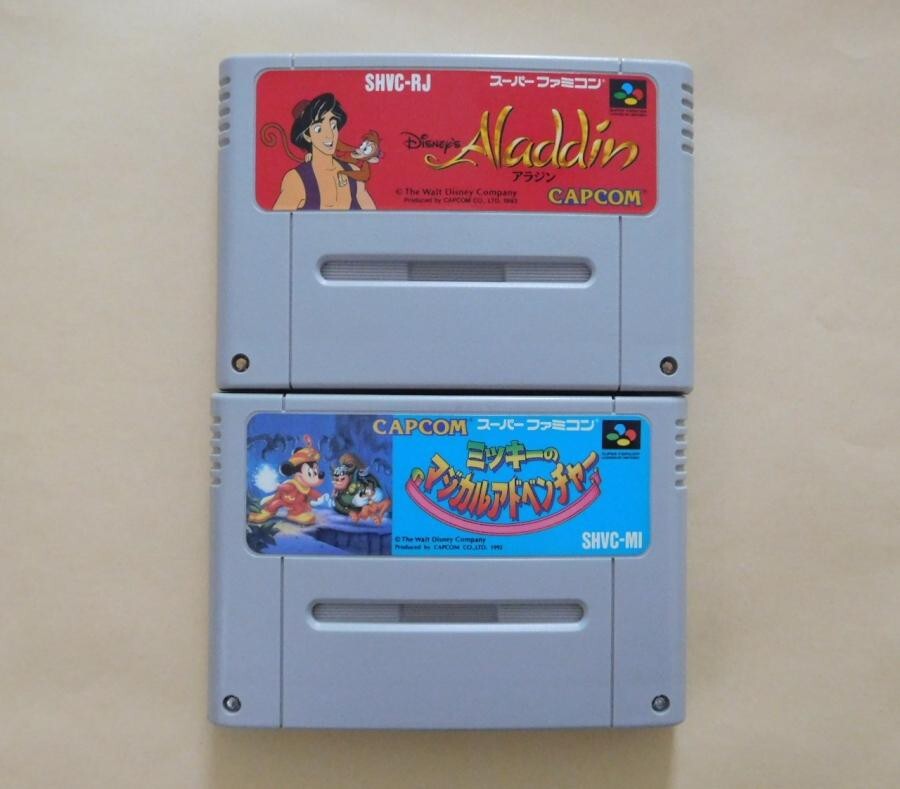 SHVC-RJ スーパーファミコン
Disney's Aladdin
アラジン
© The Walt Disney Company
Produced by CAPCOM CO., LTD. 1993
CAPCOM
CAPCOM スーパーファミコン
ミッキーの
マジカルアドベンチャー
© The Walt Disney Company
Produced by CAPCOM CO.,LTD. 1992
SHVC-MI